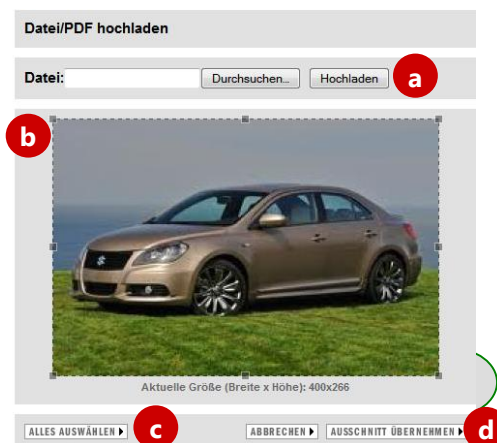 Datei/PDF hochladen
Datei: Durchsuchen... Hochladen a
b
Aktuelle Größe (Breite x Höhe): 400x266
ALLES AUSWÄHLEN c ABBRECHEN AUSSCHNITT ÜBERNEHMEN d